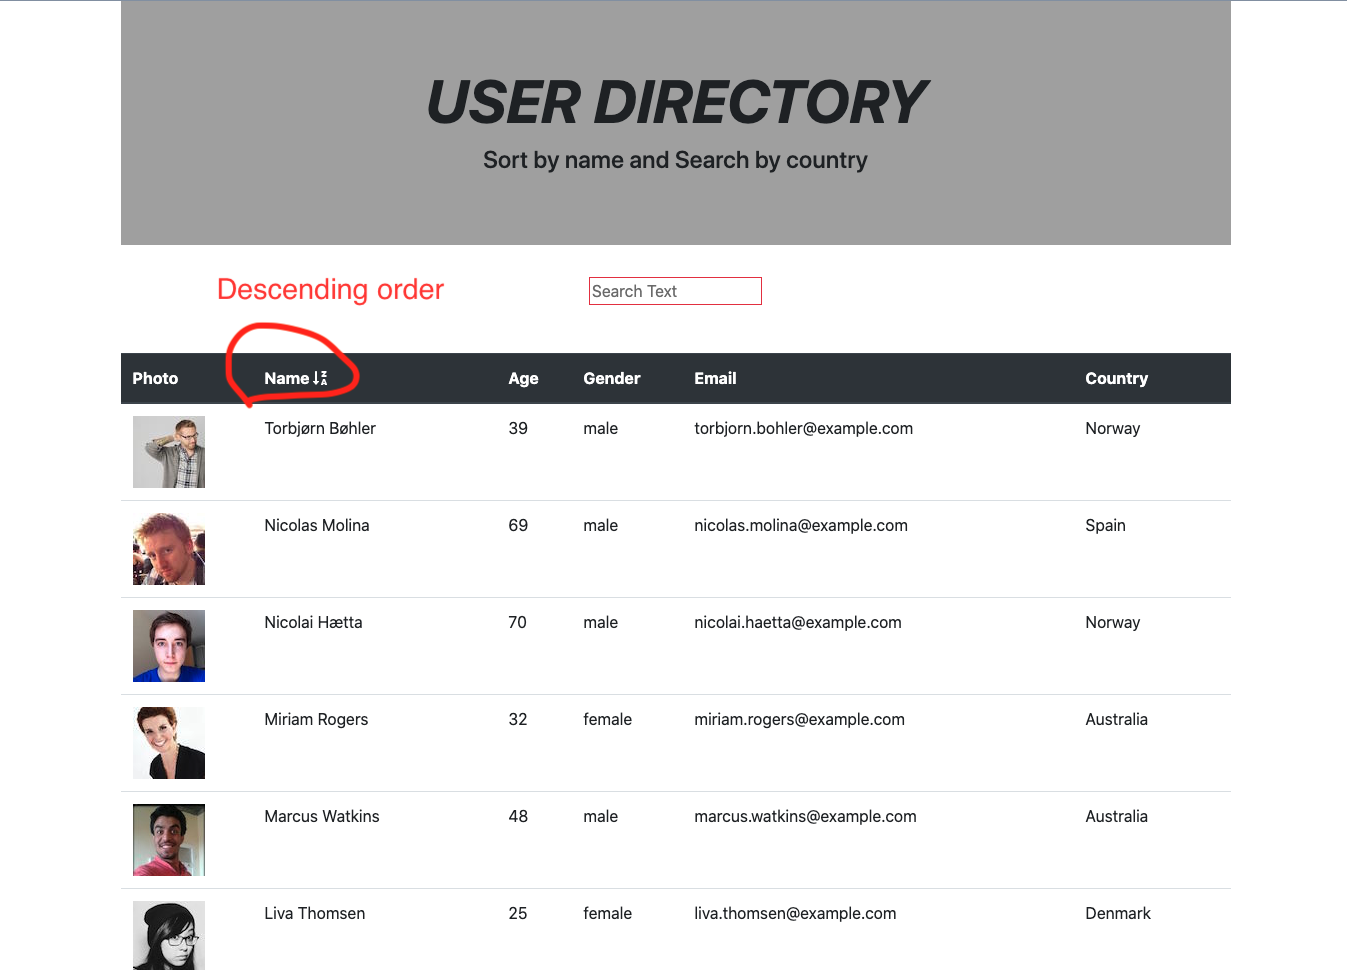 USER DIRECTORY
Sort by name and Search by country
Descending order
Search Text
Photo Name Age Gender Email Country
Torbjørn Bøhler 39 male torbjorn.bohler@example.com Norway
Nicolas Molina 69 male nicolas.molina@example.com Spain
Nicolai Hætta 70 male nicolai.haetta@example.com Norway
Miriam Rogers 32 female miriam.rogers@example.com Australia
Marcus Watkins 48 male marcus.watkins@example.com Australia
Liva Thomsen 25 female liva.thomsen@example.com Denmark